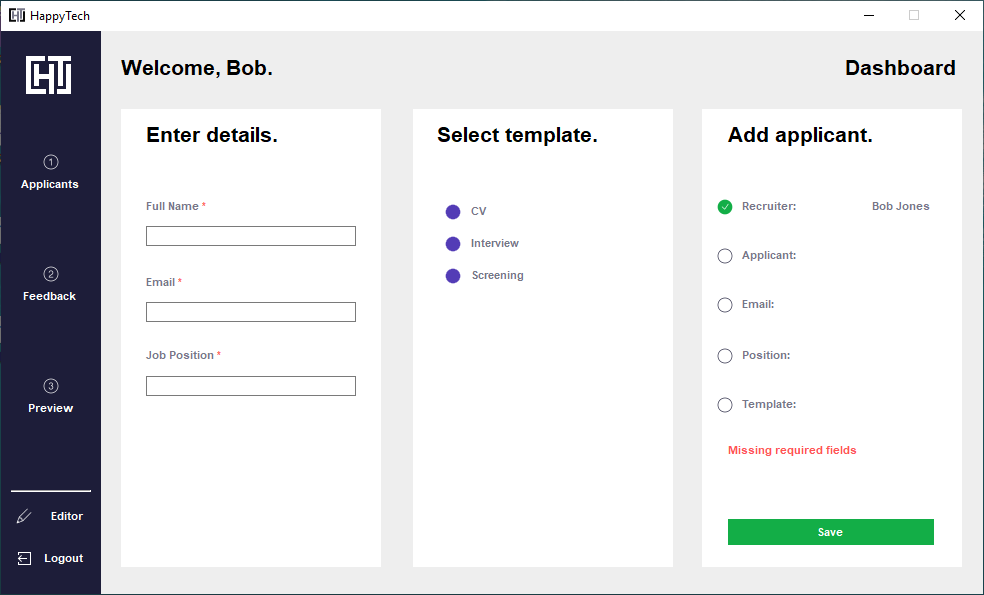 HappyTech
HT
Welcome, Bob.
Dashboard
1
Applicants
2
Feedback
3
Preview
Editor
Logout
Enter details.
Full Name *
Email *
Job Position *
Select template.
CV
Interview
Screening
Add applicant.
Recruiter: Bob Jones
Applicant:
Email:
Position:
Template:
Missing required fields
Save